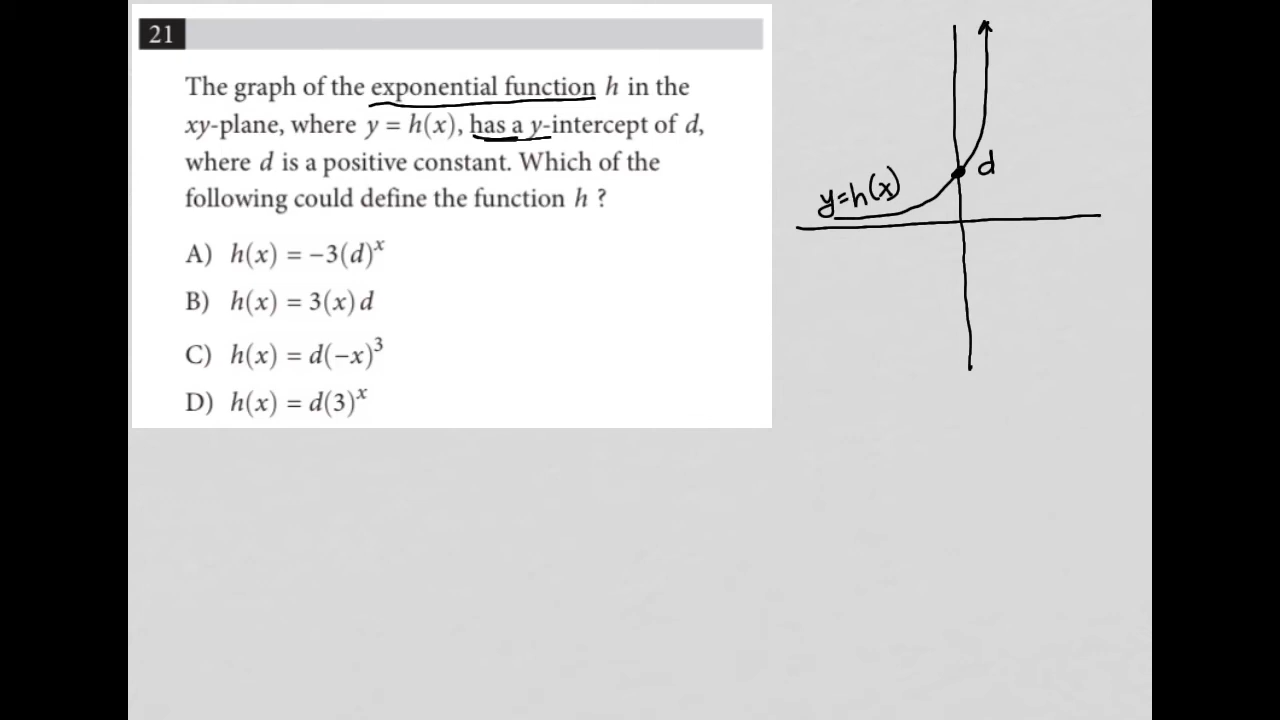 21
The graph of the exponential function h in the
xy-plane, where y = h(x), has a y-intercept of d,
where d is a positive constant. Which of the
following could define the function h ?
A) h(x) = −3(d)ˣ
B) h(x) = 3(x)d
C) h(x) = d(−x)³
D) h(x) = d(3)ˣ
d
y=h(x)